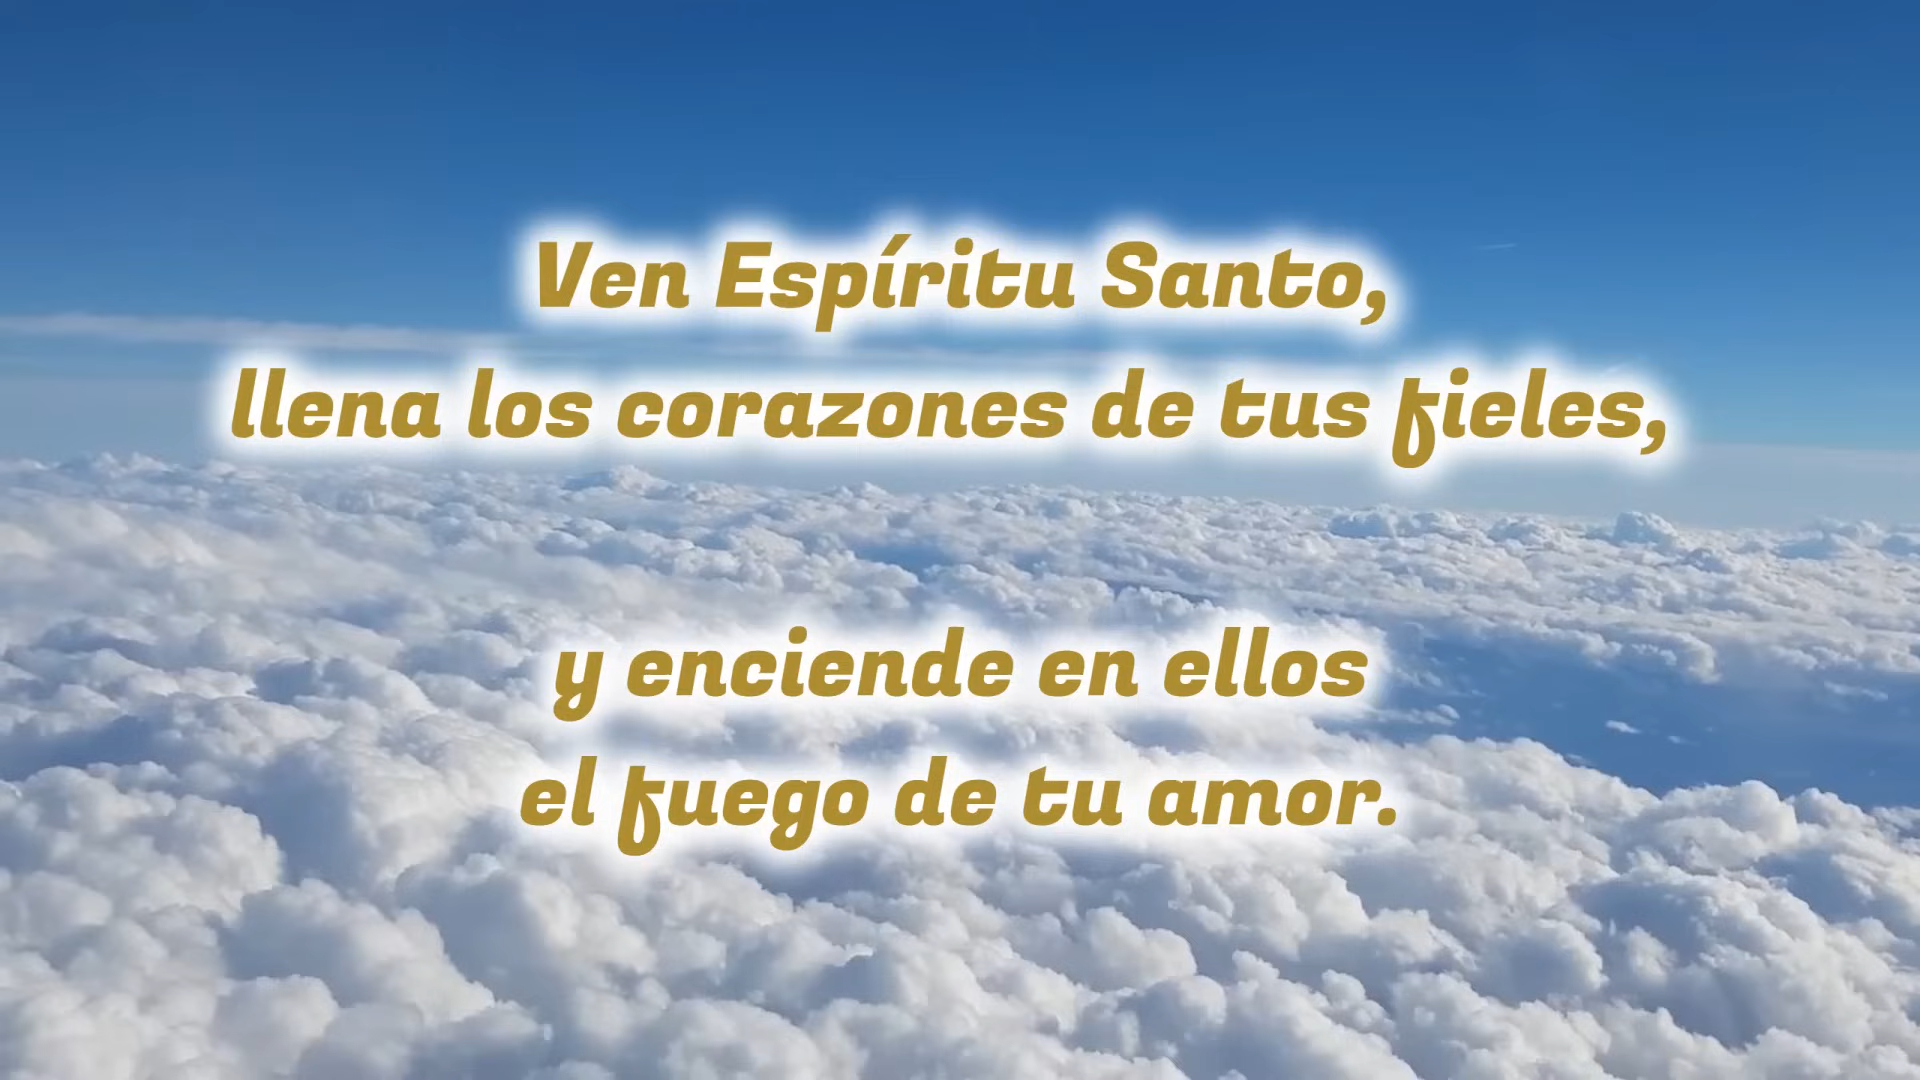 Ven Espíritu Santo,
llena los corazones de tus fieles,
y enciende en ellos
el fuego de tu amor.